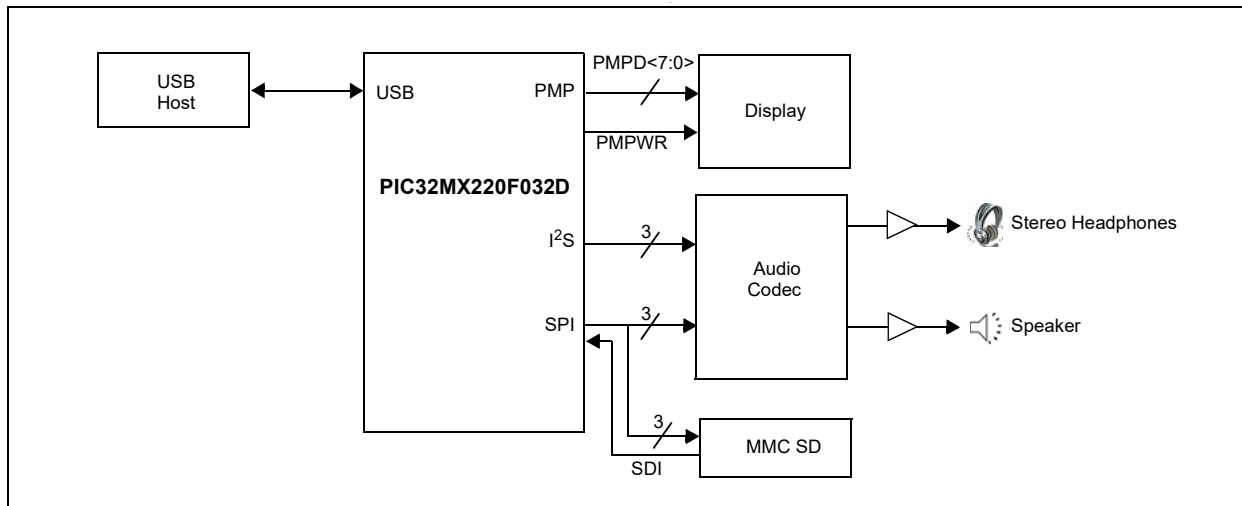 USB
Host
USB
PMP
PMPD<7:0>
PMPWR
Display
PIC32MX220F032D
I²S
3
Audio
Codec
Stereo Headphones
SPI
3
Speaker
3
SDI
MMC SD